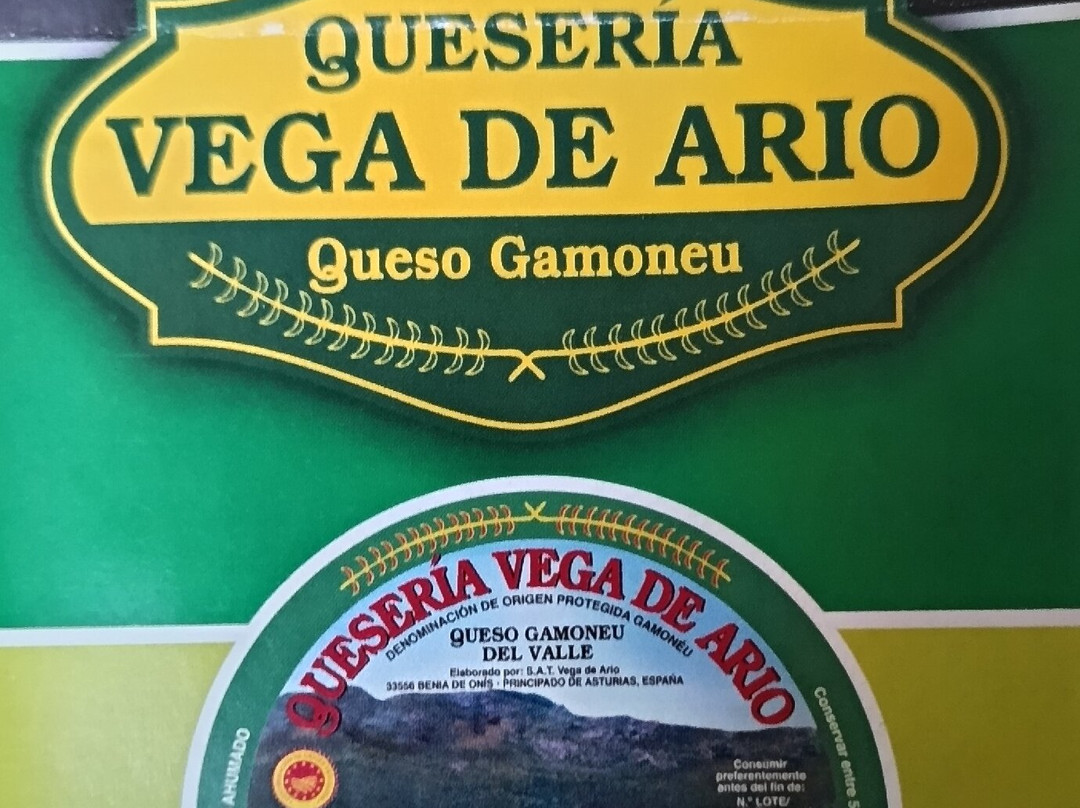 QUESERÍA
VEGA DE ARIO
Queso Gamoneu
QUESERÍA VEGA DE ARIO
DENOMINACIÓN DE ORIGEN PROTEGIDA GAMONÉU
QUESO GAMONEU
DEL VALLE
Elaborado por: S.A.T. Vega de Ario
33556 BENIA DE ONÍS - PRINCIPADO DE ASTURIAS, ESPAÑA
AHUMADO
Conservar entre 5
Consumir
preferentemente
antes del fin de:
N.º LOTE/